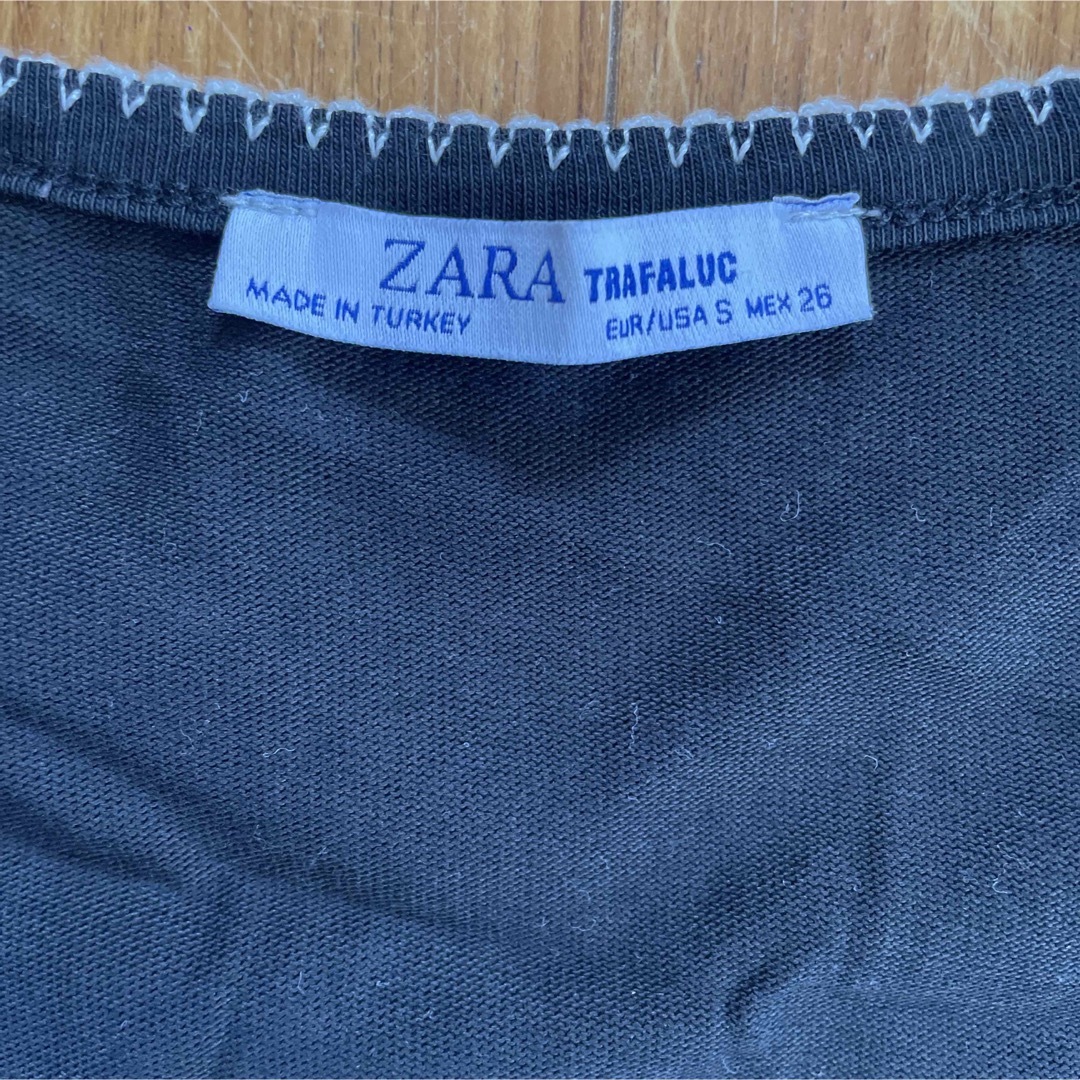 ZARA TRAFALUC
MADE IN TURKEY EUR/USA S MEX 26